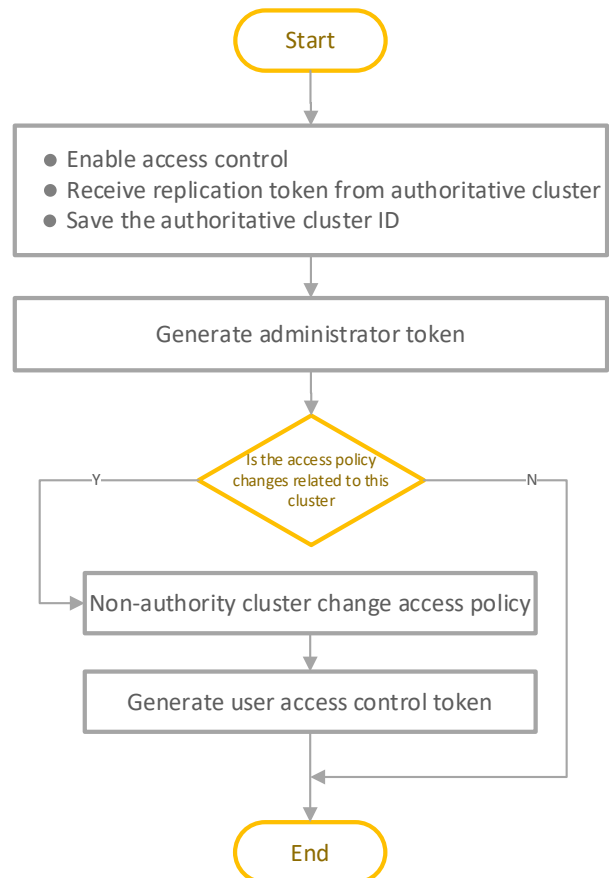 Start
● Enable access control
● Receive replication token from authoritative cluster
● Save the authoritative cluster ID
Generate administrator token
Is the access policy
changes related to this
cluster
Y
N
Non-authority cluster change access policy
Generate user access control token
End